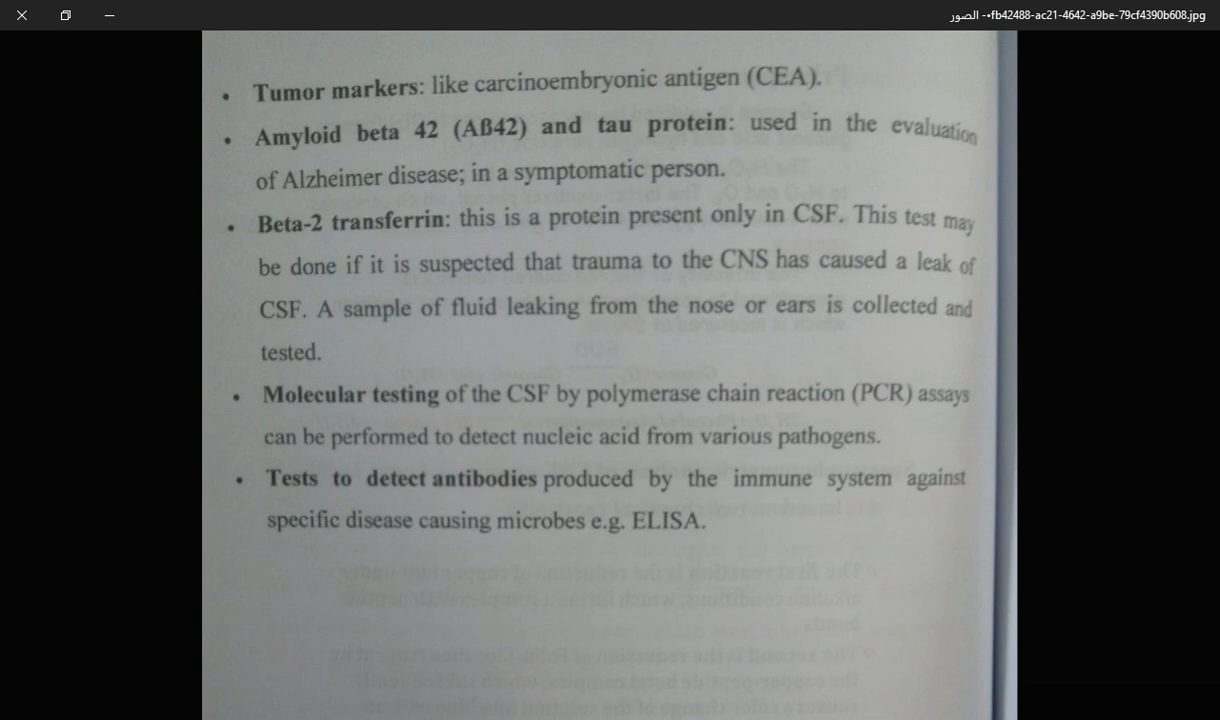 fb42488-ac21-4642-a9be-79cf4390b608.jpg -- الصور
• Tumor markers: like carcinoembryonic antigen (CEA).
• Amyloid beta 42 (Aß42) and tau protein: used in the evaluation
of Alzheimer disease; in a symptomatic person.
• Beta-2 transferrin: this is a protein present only in CSF. This test may
be done if it is suspected that trauma to the CNS has caused a leak of
CSF. A sample of fluid leaking from the nose or ears is collected and
tested.
• Molecular testing of the CSF by polymerase chain reaction (PCR) assays
can be performed to detect nucleic acid from various pathogens.
• Tests to detect antibodies produced by the immune system against
specific disease causing microbes e.g. ELISA.